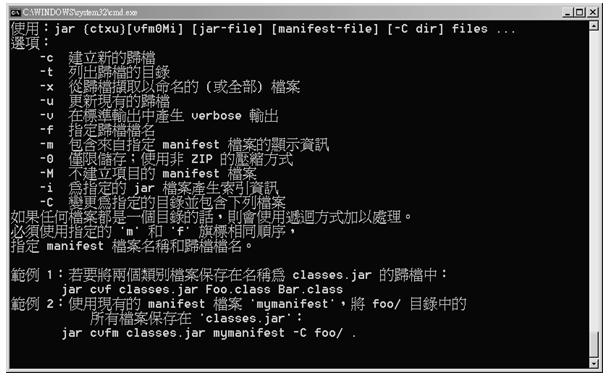 C:\WINDOWS\system32\cmd.exe
使用：jar {ctxu}[vfm0Mi] [jar-file] [manifest-file] [-C dir] files ...
選項：
-c 建立新的歸檔
-t 列出歸檔的目錄
-x 從歸檔擷取以命名的 (或全部) 檔案
-u 更新現有的歸檔
-v 在標準輸出中產生 verbose 輸出
-f 指定歸檔檔名
-m 包含來自指定 manifest 檔案的顯示資訊
-0 僅限儲存；使用非 ZIP 的壓縮方式
-M 不建立項目的 manifest 檔案
-i 為指定的 jar 檔案產生索引資訊
-C 變更為指定的目錄並包含下列檔案
如果任何檔案都是一個目錄的話，則會使用遞迴方式加以處理。
必須使用指定的 'm' 和 'f' 旗標相同順序，
指定 manifest 檔案名稱和歸檔檔名。
範例 1：若要將兩個類別檔案保存在名稱為 classes.jar 的歸檔中：
jar cvf classes.jar Foo.class Bar.class
範例 2：使用現有的 manifest 檔案 'mymanifest'，將 foo/ 目錄中的
所有檔案保存在 'classes.jar'：
jar cvfm classes.jar mymanifest -C foo/ .